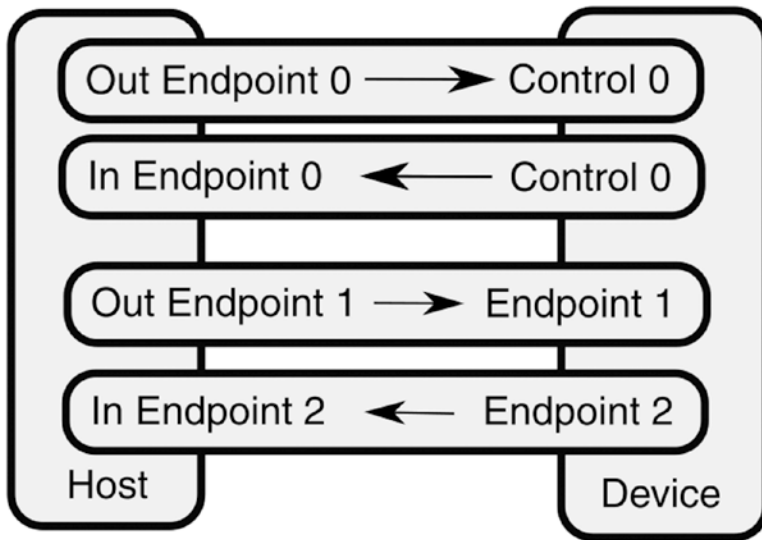 Out Endpoint 0 Control 0
In Endpoint 0 Control 0
Out Endpoint 1 Endpoint 1
In Endpoint 2 Endpoint 2
Host
Device